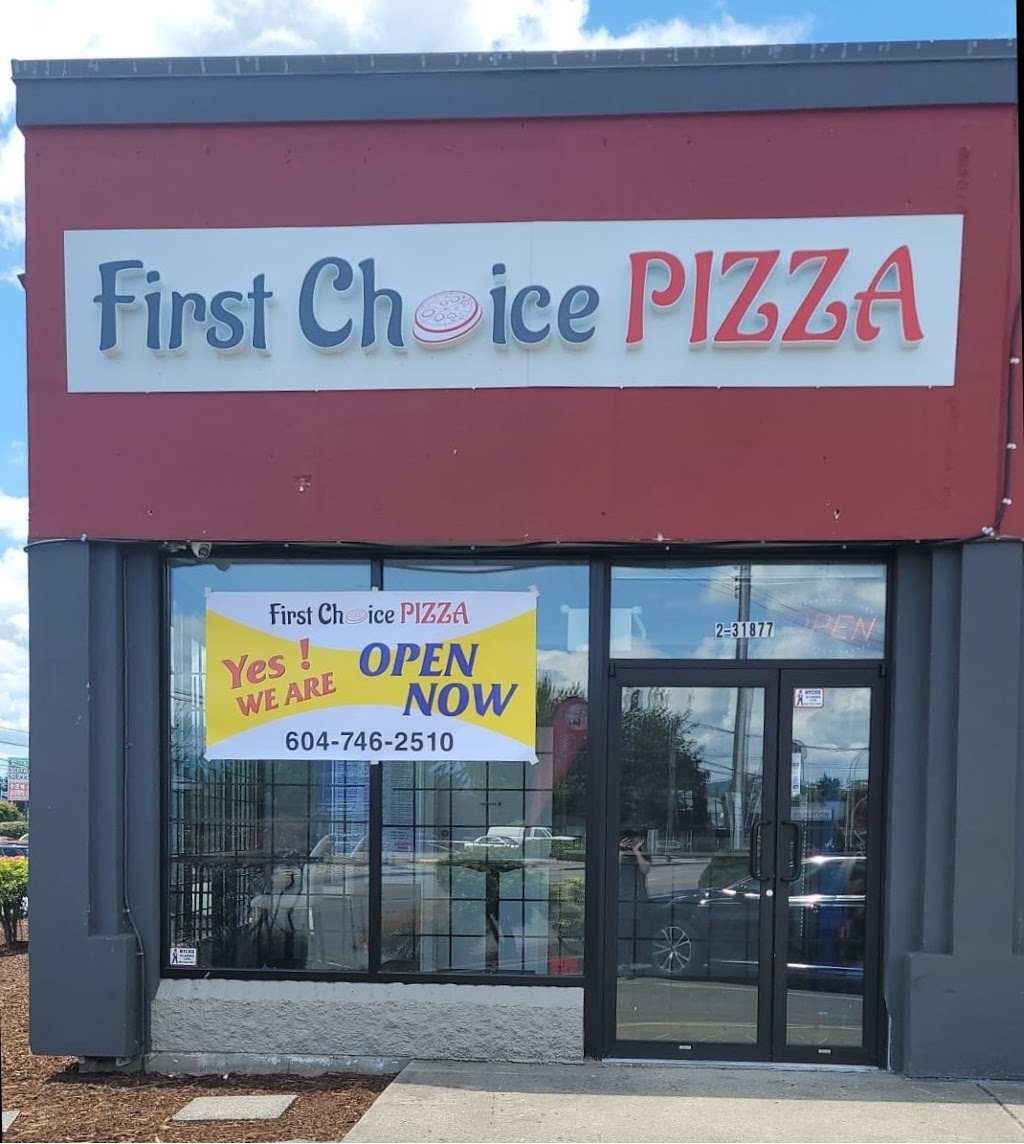 First Choice PIZZA
First Choice PIZZA
Yes !
WE ARE
OPEN
NOW
604-746-2510
2-31877
OPEN